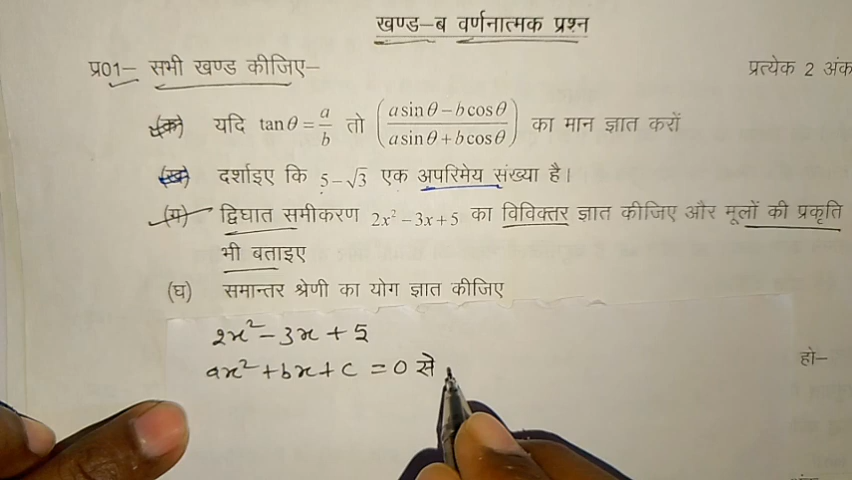 खण्ड–ब वर्णनात्मक प्रश्न
प्र01– सभी खण्ड कीजिए– प्रत्येक 2 अंक
(क) यदि tanθ = a/b तो ((a sinθ – b cosθ)/(a sinθ + b cosθ)) का मान ज्ञात करों
(ख) दर्शाइए कि 5–√3 एक अपरिमेय संख्या है।
(ग) द्विघात समीकरण 2x² – 3x + 5 का विविक्तर ज्ञात कीजिए और मूलों की प्रकृति
भी बताइए
(घ) समान्तर श्रेणी का योग ज्ञात कीजिए
2x² – 3x + 5
हो–
ax² + bx + c = 0 से